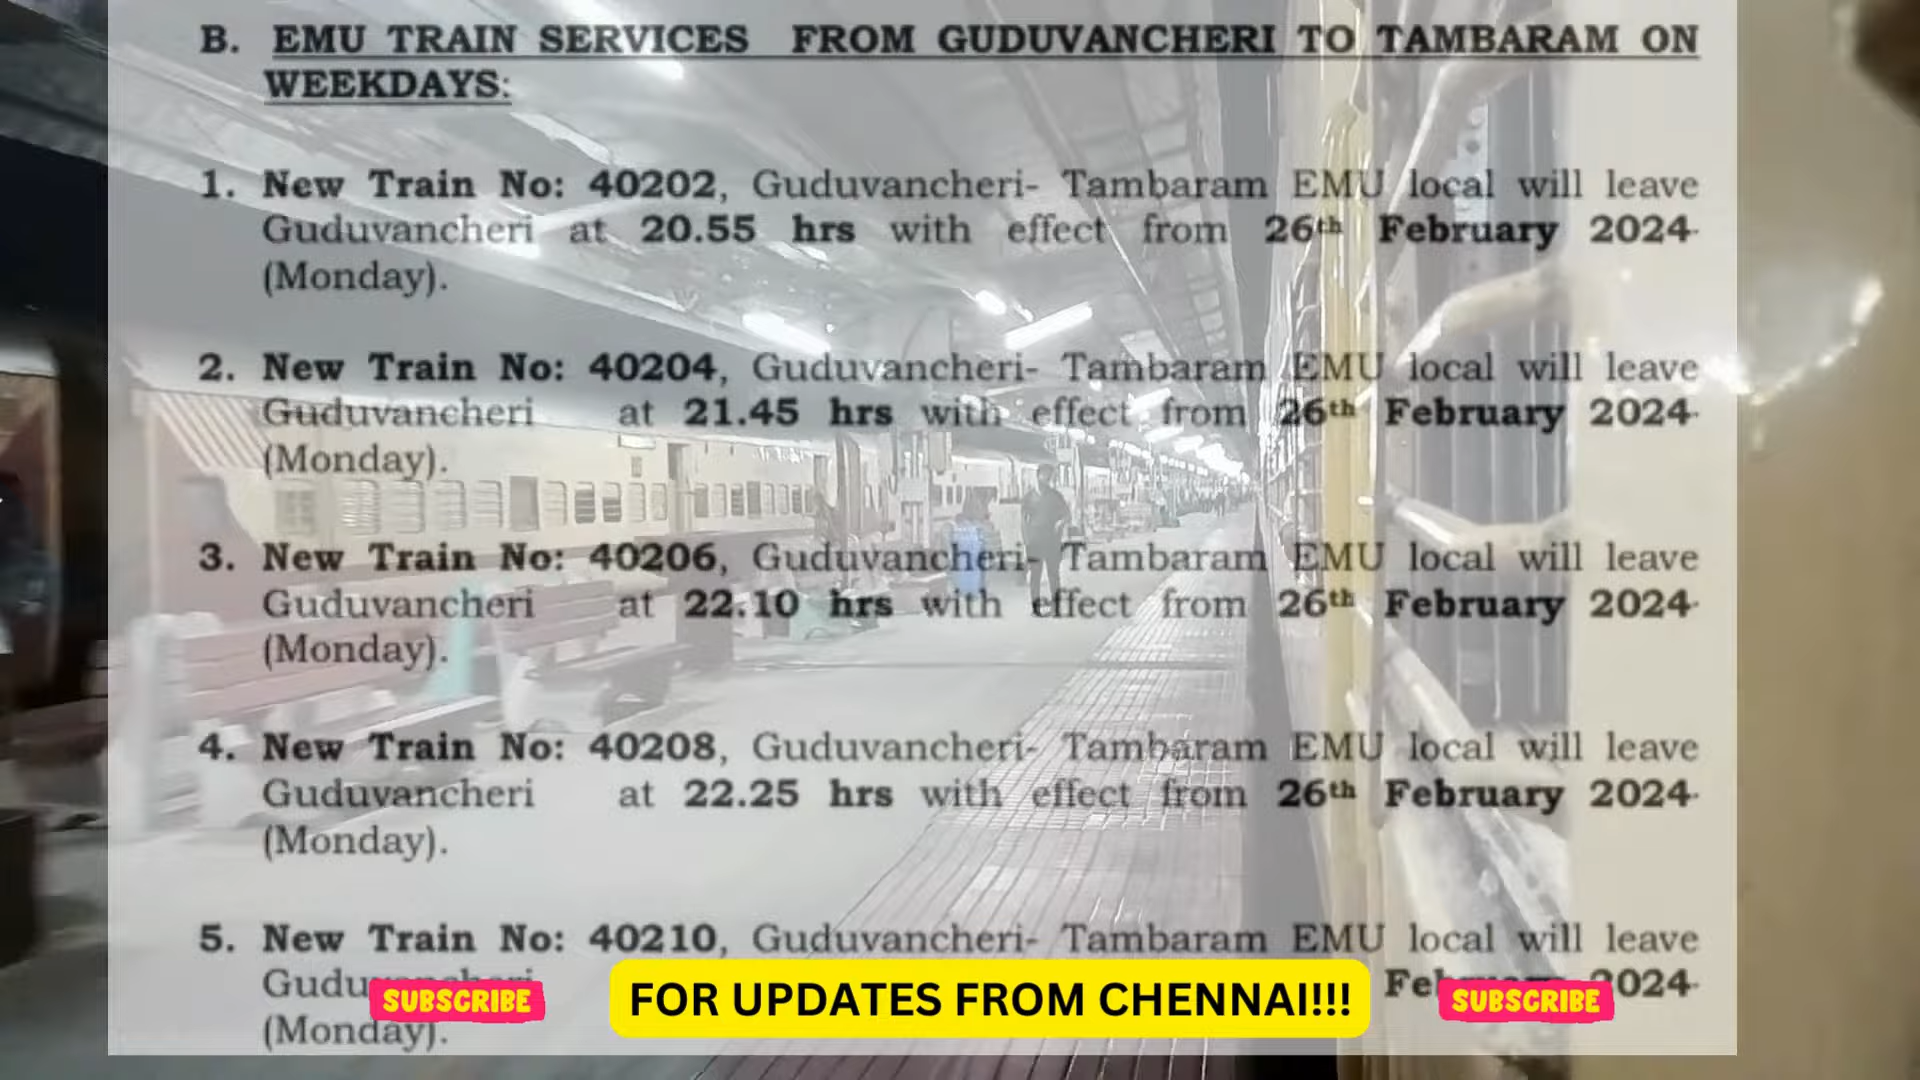 B. EMU TRAIN SERVICES FROM GUDUVANCHERI TO TAMBARAM ON
WEEKDAYS:
1. New Train No: 40202, Guduvancheri- Tambaram EMU local will leave
Guduvancheri at 20.55 hrs with effect from 26th February 2024
(Monday).
2. New Train No: 40204, Guduvancheri- Tambaram EMU local will leave
Guduvancheri at 21.45 hrs with effect from 26th February 2024
(Monday).
3. New Train No: 40206, Guduvancheri- Tambaram EMU local will leave
Guduvancheri at 22.10 hrs with effect from 26th February 2024
(Monday).
4. New Train No: 40208, Guduvancheri- Tambaram EMU local will leave
Guduvancheri at 22.25 hrs with effect from 26th February 2024
(Monday).
5. New Train No: 40210, Guduvancheri- Tambaram EMU local will leave
Guduvancheri February 2024
(Monday).
SUBSCRIBE FOR UPDATES FROM CHENNAI!!! SUBSCRIBE